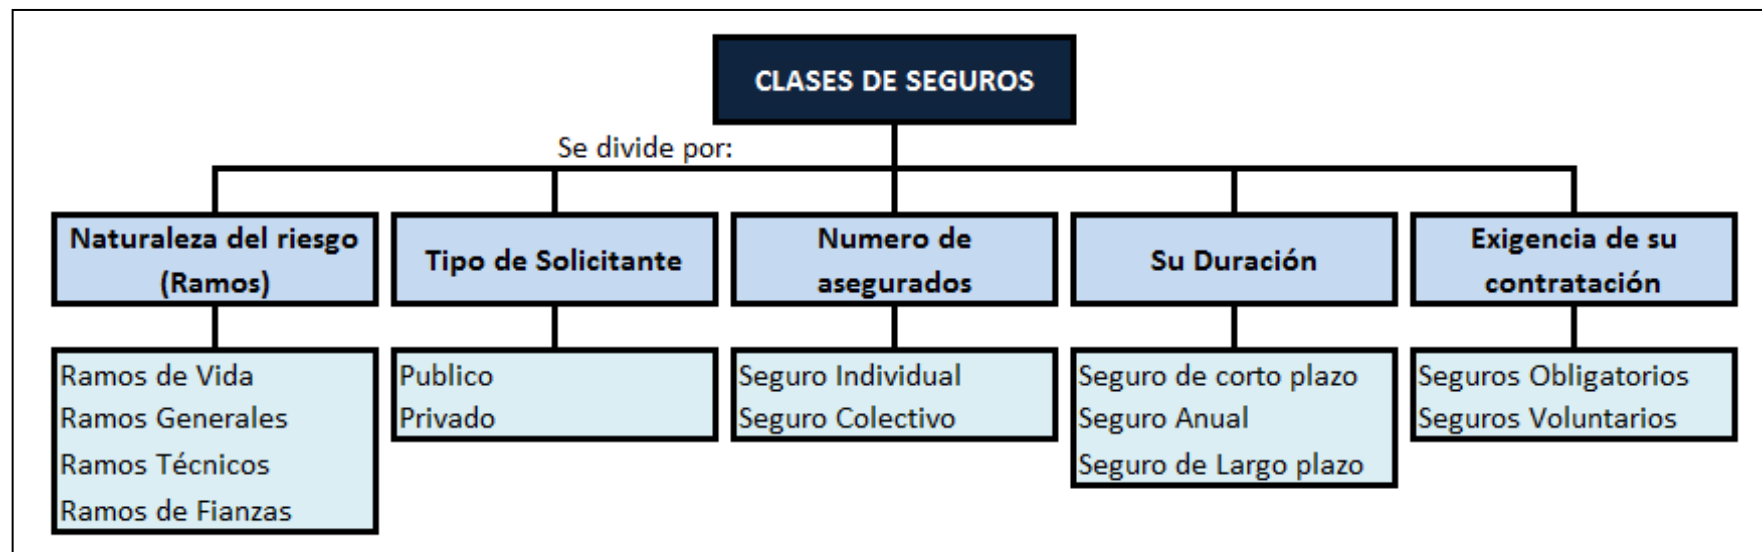 CLASES DE SEGUROS
Se divide por:
Naturaleza del riesgo
(Ramos)
Ramos de Vida
Ramos Generales
Ramos Técnicos
Ramos de Fianzas
Tipo de Solicitante
Publico
Privado
Numero de
asegurados
Seguro Individual
Seguro Colectivo
Su Duración
Seguro de corto plazo
Seguro Anual
Seguro de Largo plazo
Exigencia de su
contratación
Seguros Obligatorios
Seguros Voluntarios